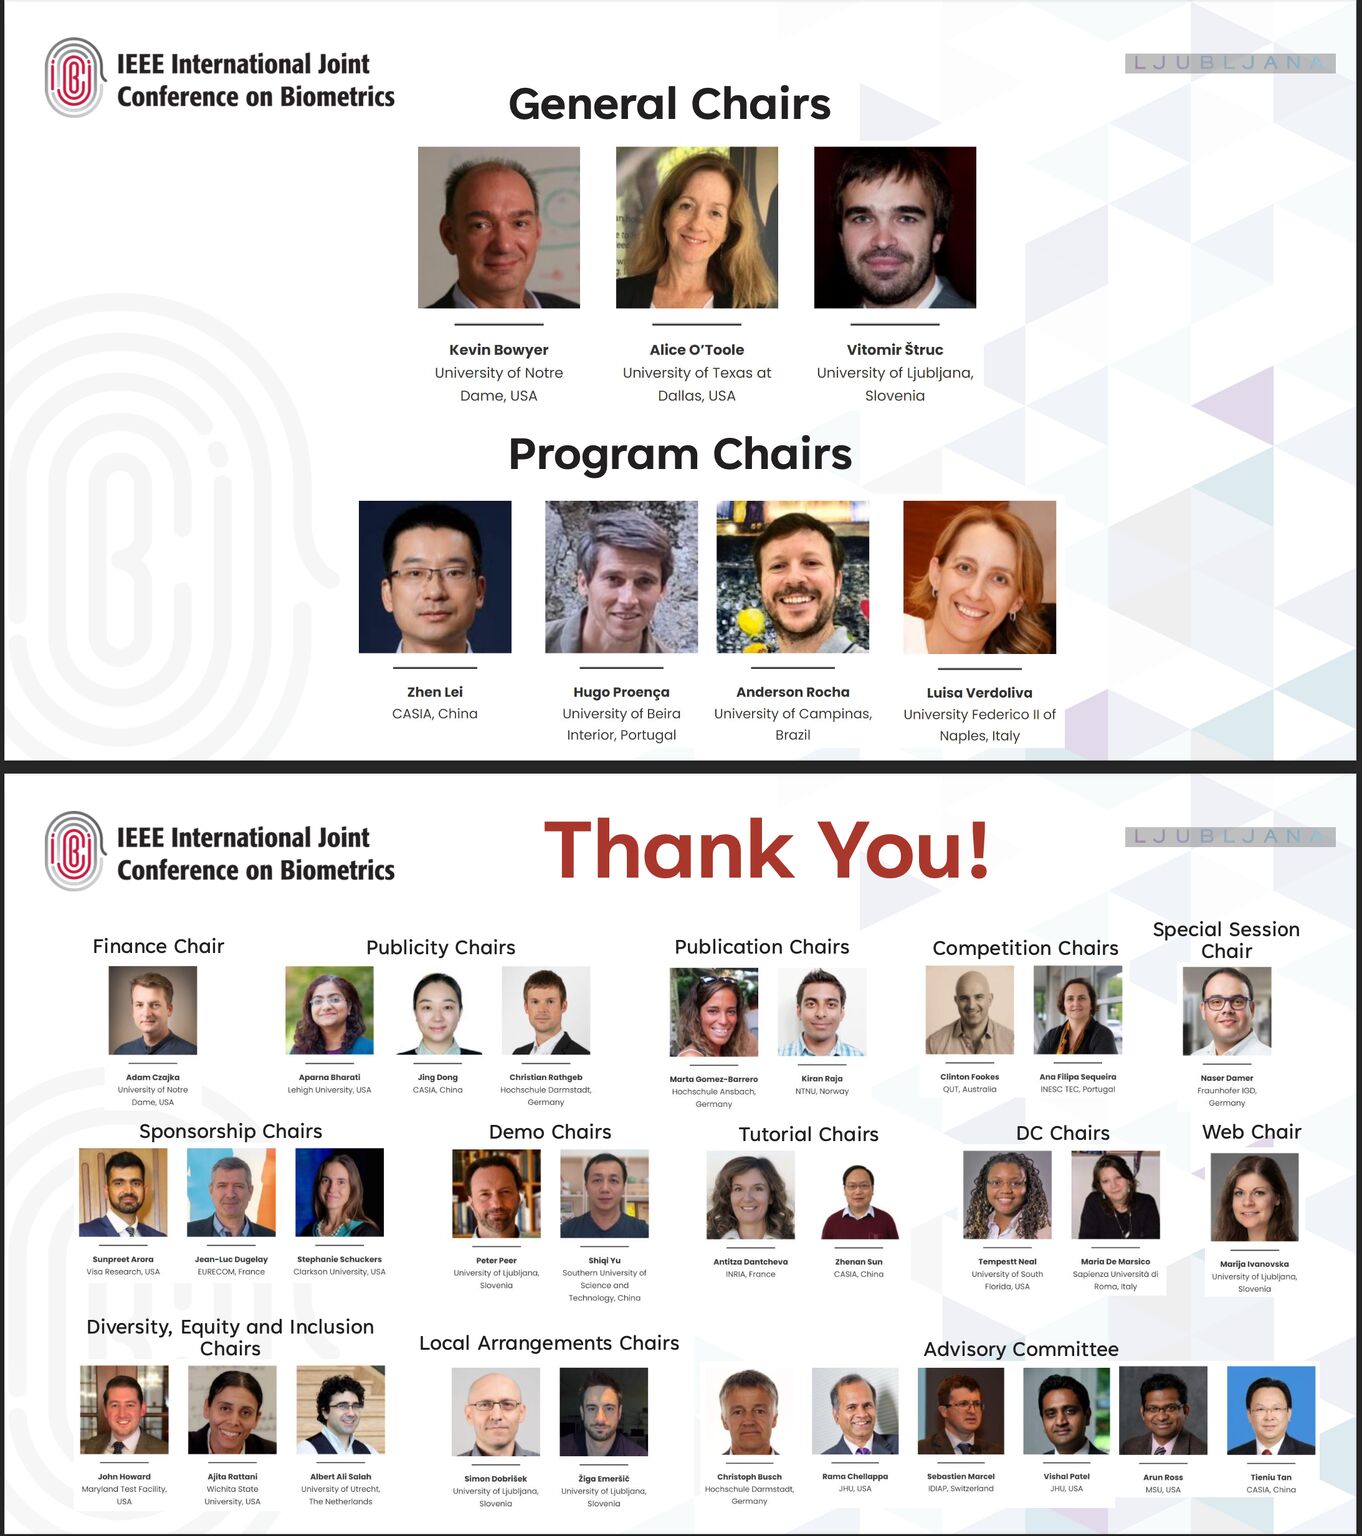 IEEE International Joint
Conference on Biometrics
LJUBLJANA
General Chairs
Kevin Bowyer
University of Notre
Dame, USA
Alice O'Toole
University of Texas at
Dallas, USA
Vitomir Štruc
University of Ljubljana,
Slovenia
Program Chairs
Zhen Lei
CASIA, China
Hugo Proença
University of Beira
Interior, Portugal
Anderson Rocha
University of Campinas,
Brazil
Luisa Verdoliva
University Federico II of
Naples, Italy
IEEE International Joint
Conference on Biometrics
Thank You!
LJUBLJANA
Finance Chair
Adam Czajka
University of Notre
Dame, USA
Publicity Chairs
Aparna Bharati
Lehigh University, USA
Jing Dong
CASIA, China
Christian Rathgeb
Hochschule Darmstadt,
Germany
Publication Chairs
Marta Gomez-Barrero
Hochschule Ansbach,
Germany
Kiran Raja
NTNU, Norway
Competition Chairs
Clinton Fookes
QUT, Australia
Ana Filipa Sequeira
INESC TEC, Portugal
Special Session
Chair
Naser Damer
Fraunhofer IGD,
Germany
Sponsorship Chairs
Sunpreet Arora
Visa Research, USA
Jean-Luc Dugelay
EURECOM, France
Stephanie Schuckers
Clarkson University, USA
Demo Chairs
Peter Peer
University of Ljubljana,
Slovenia
Shiqi Yu
Southern University of
Science and
Technology, China
Tutorial Chairs
Antitza Dantcheva
INRIA, France
Zhenan Sun
CASIA, China
DC Chairs
Tempestt Neal
University of South
Florida, USA
Maria De Marsico
Sapienza Università di
Roma, Italy
Web Chair
Marija Ivanovska
University of Ljubljana,
Slovenia
Diversity, Equity and Inclusion
Chairs
John Howard
Maryland Test Facility,
USA
Ajita Rattani
Wichita State
University, USA
Albert Ali Salah
University of Utrecht,
The Netherlands
Local Arrangements Chairs
Simon Dobrišek
University of Ljubljana,
Slovenia
Žiga Emeršič
University of Ljubljana,
Slovenia
Advisory Committee
Christoph Busch
Hochschule Darmstadt,
Germany
Rama Chellappa
JHU, USA
Sebastien Marcel
IDIAP, Switzerland
Vishal Patel
JHU, USA
Arun Ross
MSU, USA
Tieniu Tan
CASIA, China